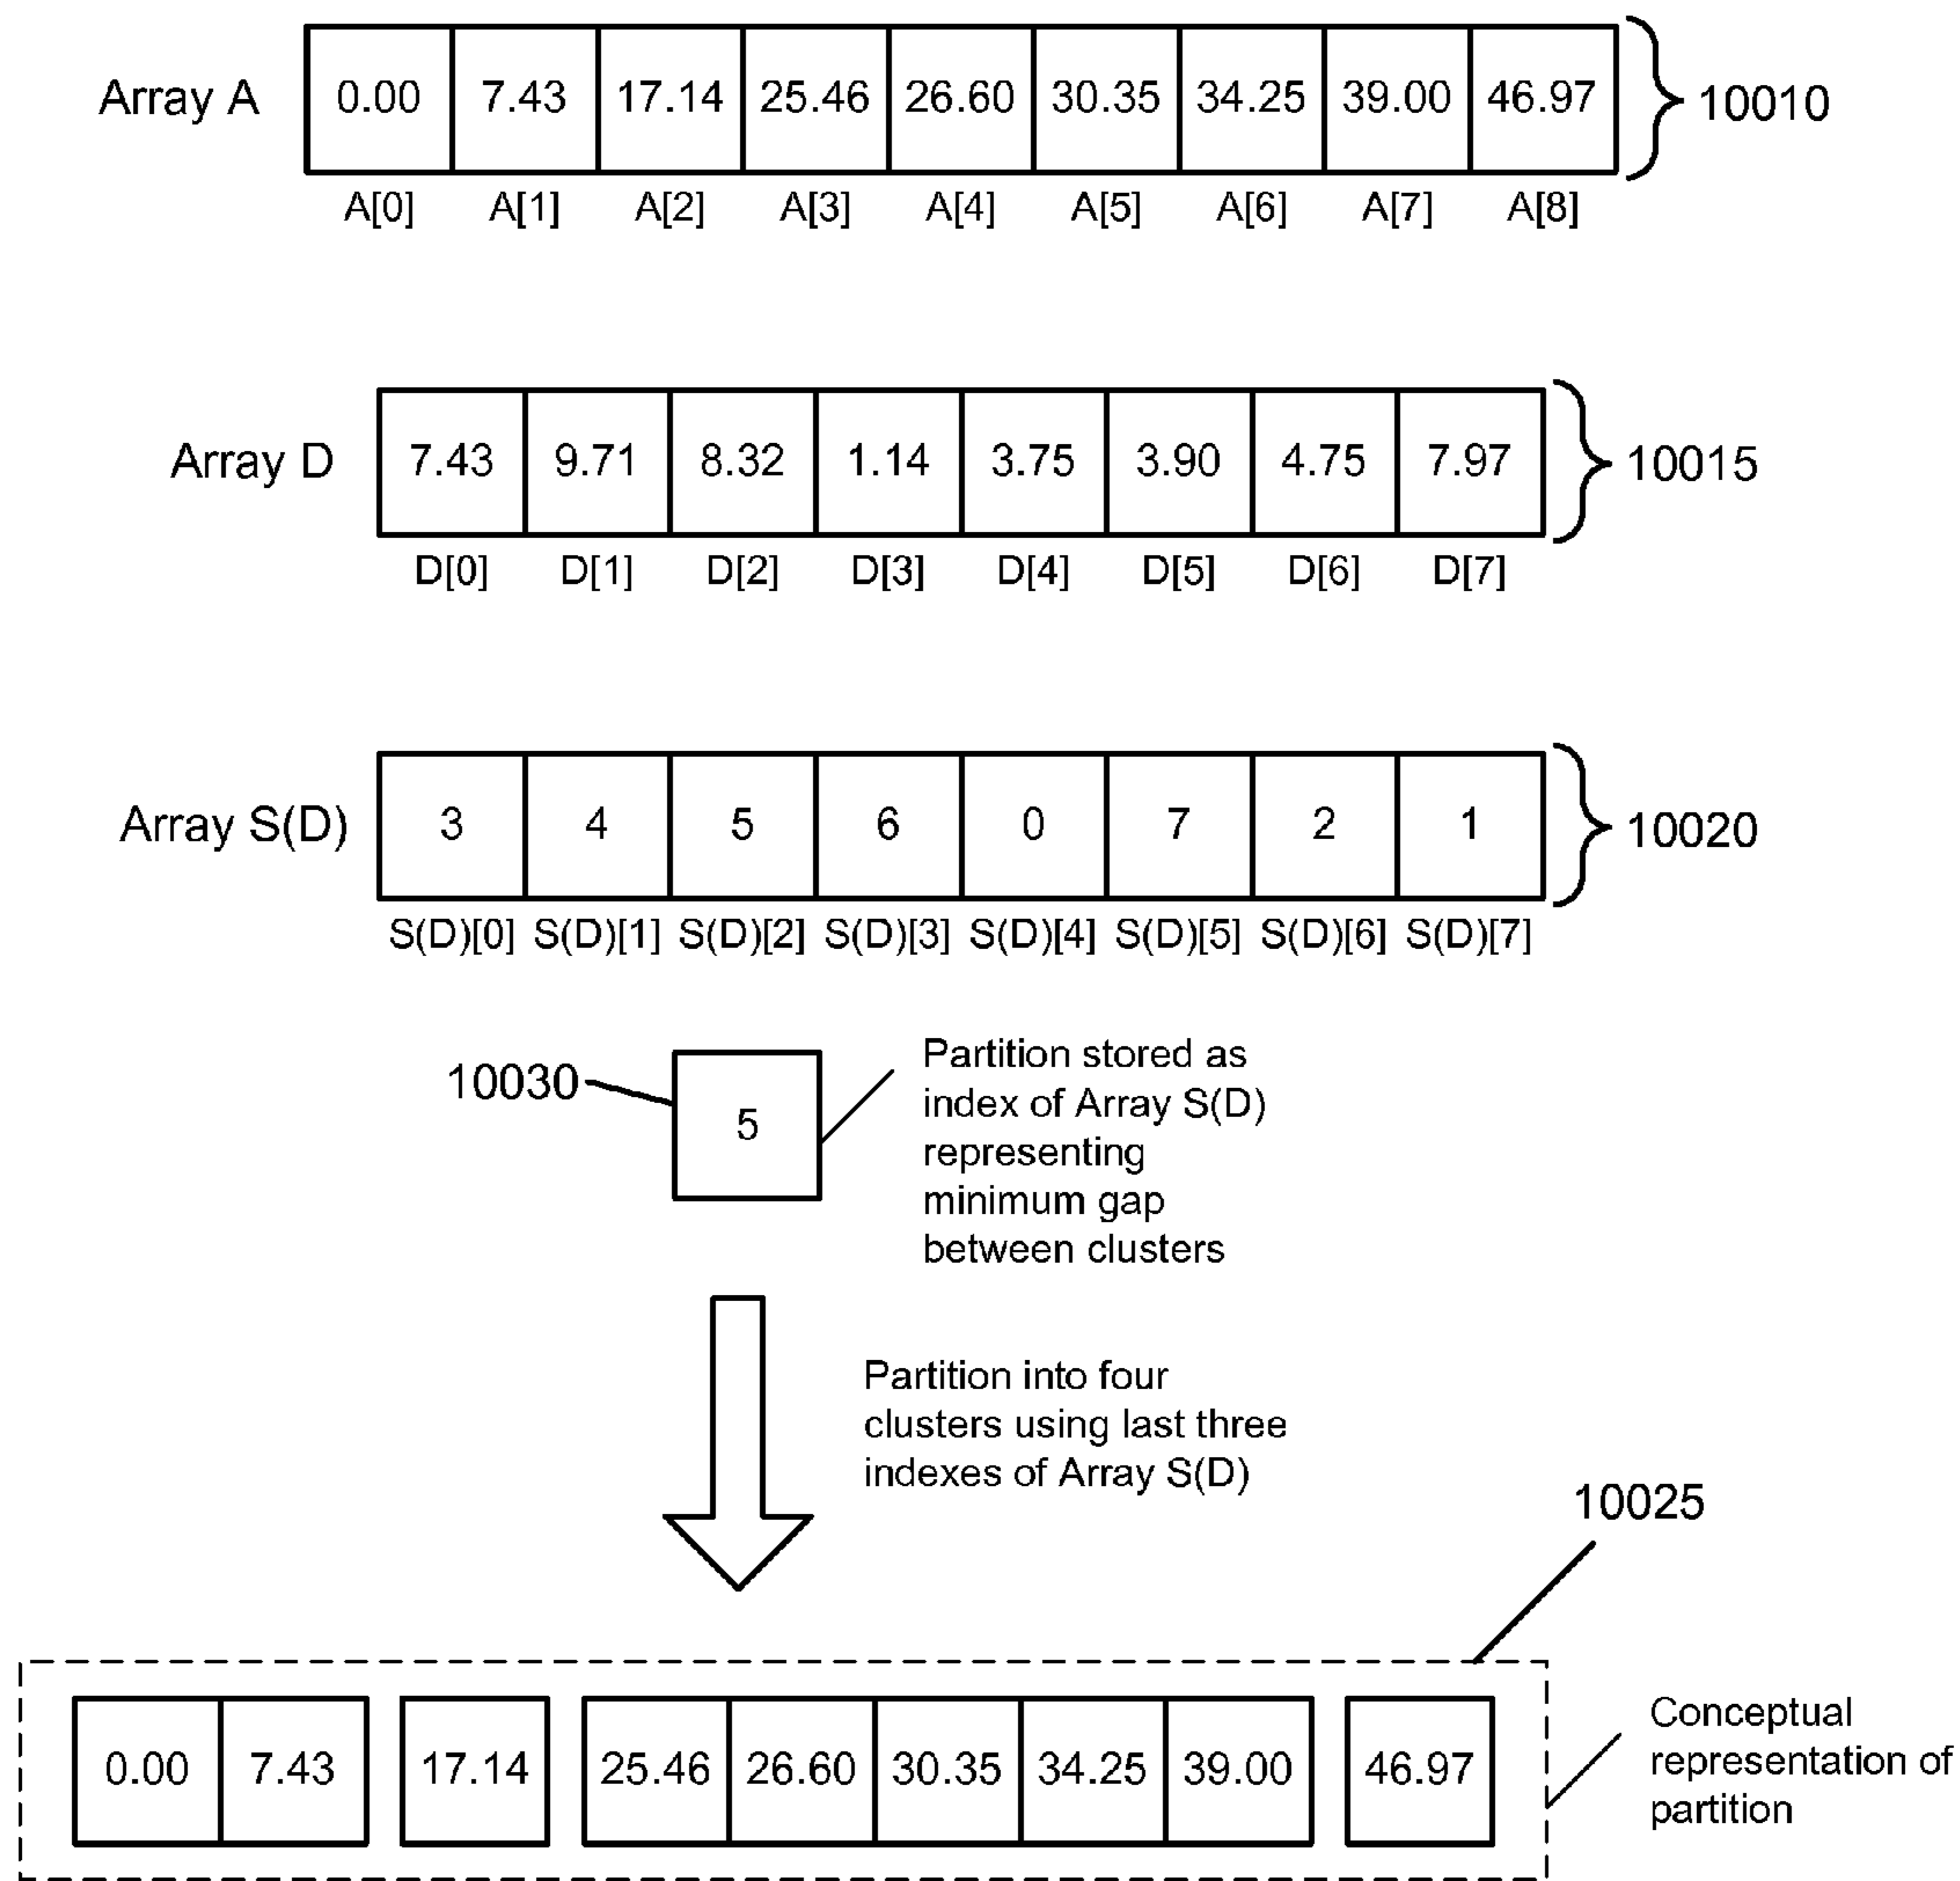 Array A 0.00 7.43 17.14 25.46 26.60 30.35 34.25 39.00 46.97 10010
A[0] A[1] A[2] A[3] A[4] A[5] A[6] A[7] A[8]
Array D 7.43 9.71 8.32 1.14 3.75 3.90 4.75 7.97 10015
D[0] D[1] D[2] D[3] D[4] D[5] D[6] D[7]
Array S(D) 3 4 5 6 0 7 2 1 10020
S(D)[0] S(D)[1] S(D)[2] S(D)[3] S(D)[4] S(D)[5] S(D)[6] S(D)[7]
10030
5
Partition stored as
index of Array S(D)
representing
minimum gap
between clusters
Partition into four
clusters using last three
indexes of Array S(D)
10025
0.00 7.43 17.14 25.46 26.60 30.35 34.25 39.00 46.97
Conceptual
representation of
partition